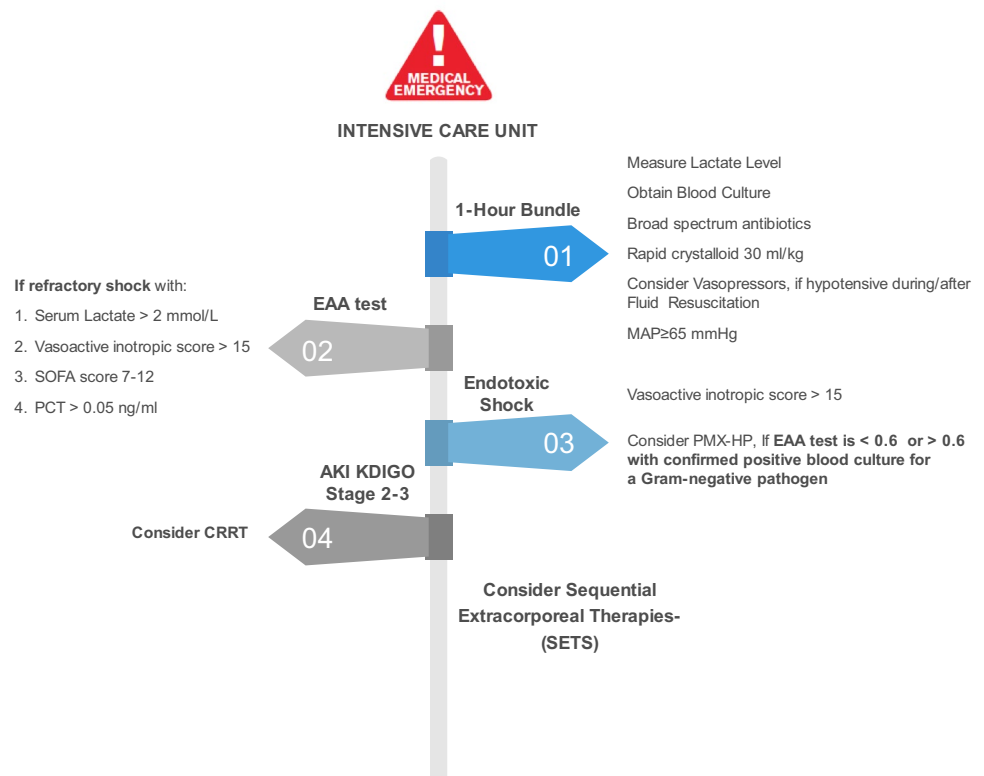 !
MEDICAL
EMERGENCY
INTENSIVE CARE UNIT
1-Hour Bundle
01
Measure Lactate Level
Obtain Blood Culture
Broad spectrum antibiotics
Rapid crystalloid 30 ml/kg
Consider Vasopressors, if hypotensive during/after
Fluid Resuscitation
MAP≥65 mmHg
EAA test
02
If refractory shock with:
1. Serum Lactate > 2 mmol/L
2. Vasoactive inotropic score > 15
3. SOFA score 7-12
4. PCT > 0.05 ng/ml
Endotoxic
Shock
03
Vasoactive inotropic score > 15
Consider PMX-HP, If EAA test is < 0.6 or > 0.6
with confirmed positive blood culture for
a Gram-negative pathogen
AKI KDIGO
Stage 2-3
04
Consider CRRT
Consider Sequential
Extracorporeal Therapies-
(SETS)